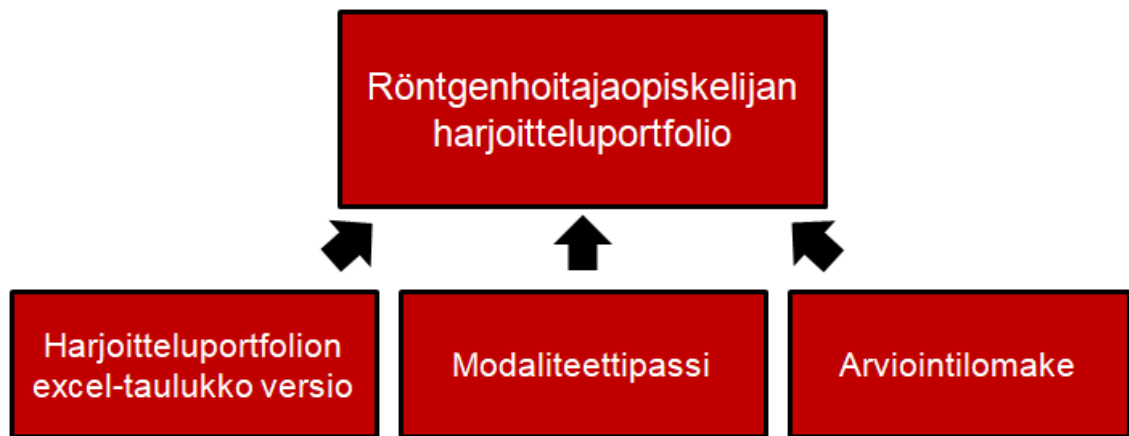 Röntgenhoitajaopiskelijan
harjoitteluportfolio
Harjoitteluportfolion
excel-taulukko versio
Modaliteettipassi
Arviointilomake